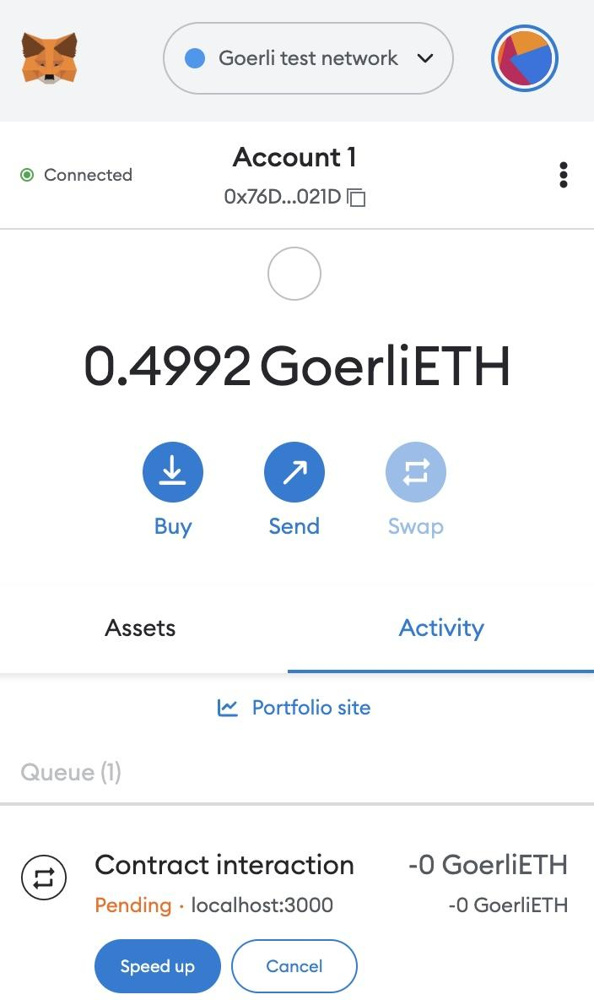 Goerli test network
Connected
Account 1
0x76D...021D
0.4992 GoerliETH
Buy
Send
Swap
Assets
Activity
Portfolio site
Queue (1)
Contract interaction
-0 GoerliETH
Pending · localhost:3000
-0 GoerliETH
Speed up
Cancel